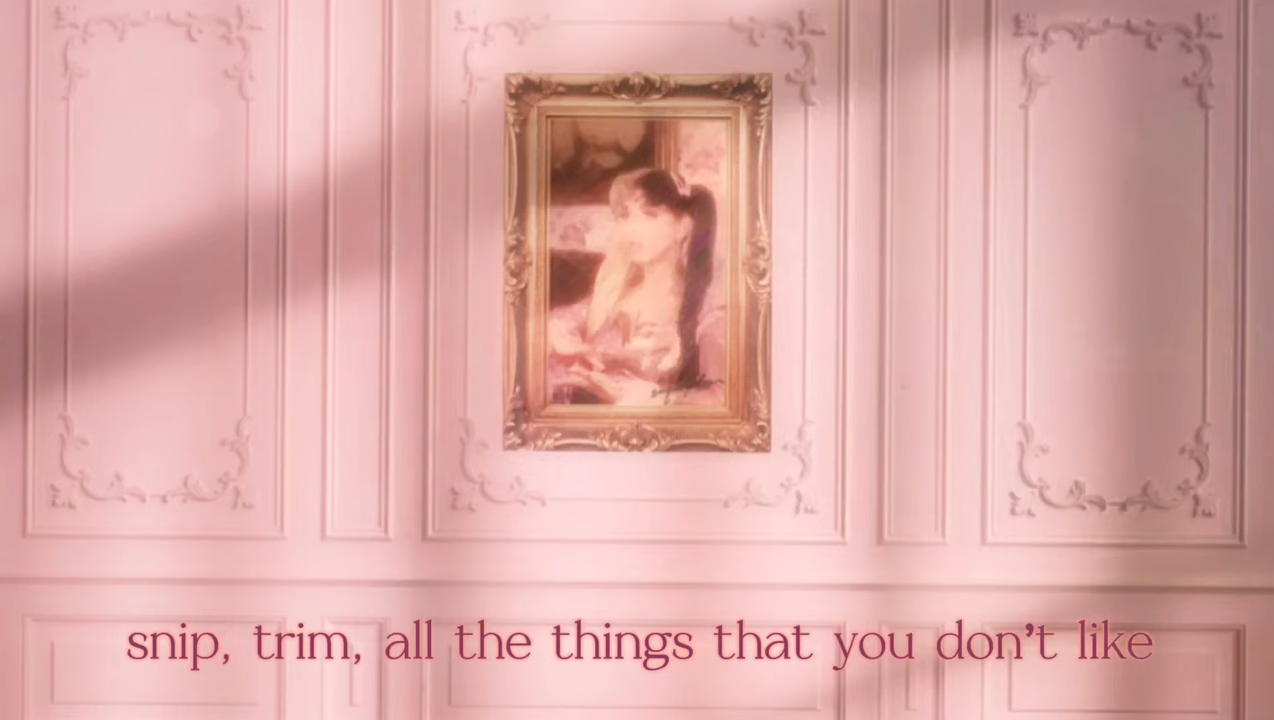 snip, trim, all the things that you don’t like